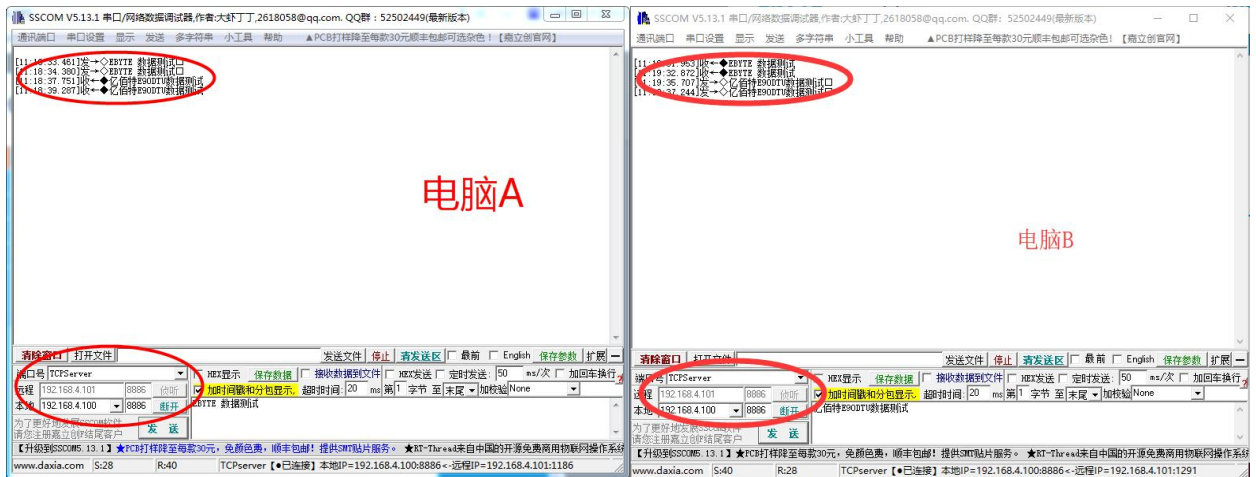 SSCOM V5.13.1 串口/网络数据调试器,作者:大虾丁丁,2618058@qq.com. QQ群：52502449(最新版本)
通讯端口 串口设置 显示 发送 多字符串 小工具 帮助 ▲PCB打样降至每款30元顺丰包邮可选杂色！【嘉立创官网】
[11:18:33.461]发→◇EBYTE 数据测试□
[11:18:34.380]发→◇EBYTE 数据测试□
[11:18:37.751]收←◆亿佰特E90DTU数据测试
[11:18:39.287]收←◆亿佰特E90DTU数据测试
电脑A
清除窗口 打开文件 发送文件 停止 清发送区 最前 English 保存参数 扩展 —
端口号 TCPServer HEX显示 保存数据 接收数据到文件 HEX发送 定时发送: 50 ms/次 加回车换行
远程 192.168.4.101 8886 侦听 加时间戳和分包显示, 超时时间: 20 ms 第1 字节 至 末尾 加校验 None
本地 192.168.4.100 8886 断开 EBYTE 数据测试
为了更好地发展SSCOM软件
请您注册嘉立创F结尾客户 发 送
【升级到SSCOM5.13.1】★PCB打样降至每款30元，免颜色费，顺丰包邮！提供SMT贴片服务。 ★RT-Thread来自中国的开源免费商用物联网操作系
www.daxia.com S:28 R:40 TCPserver【●已连接】本地IP=192.168.4.100:8886<-远程IP=192.168.4.101:1186
SSCOM V5.13.1 串口/网络数据调试器,作者:大虾丁丁,2618058@qq.com. QQ群: 52502449(最新版本)
通讯端口 串口设置 显示 发送 多字符串 小工具 帮助 ▲PCB打样降至每款30元顺丰包邮可选杂色！【嘉立创官网】
收←◆EBYTE 数据测试
[11:19:32.872]收←◆EBYTE 数据测试
[11:19:35.707]发→◇亿佰特E90DTU数据测试□
发→◇亿佰特E90DTU数据测试□
电脑B
清除窗口 打开文件 发送文件 停止 清发送区 最前 English 保存参数 扩展 —
端口号 TCPServer HEX显示 保存数据 接收数据到文件 HEX发送 定时发送: 50 ms/次 加回车换行
远程 192.168.4.101 8886 加时间戳和分包显示, 超时时间: 20 ms 第1 字节 至 末尾 加校验 None
本地 192.168.4.100 8886 断开 亿佰特E90DTU数据测试
为了更好地发展SSCOM软件
请您注册嘉立创F结尾客户 发 送
【升级到SSCOM5.13.1】★PCB打样降至每款30元，免颜色费，顺丰包邮！提供SMT贴片服务。 ★RT-Thread来自中国的开源免费商用物联网操作系
www.daxia.com S:40 R:28 TCPserver【●已连接】本地IP=192.168.4.100:8886<-远程IP=192.168.4.101:1291